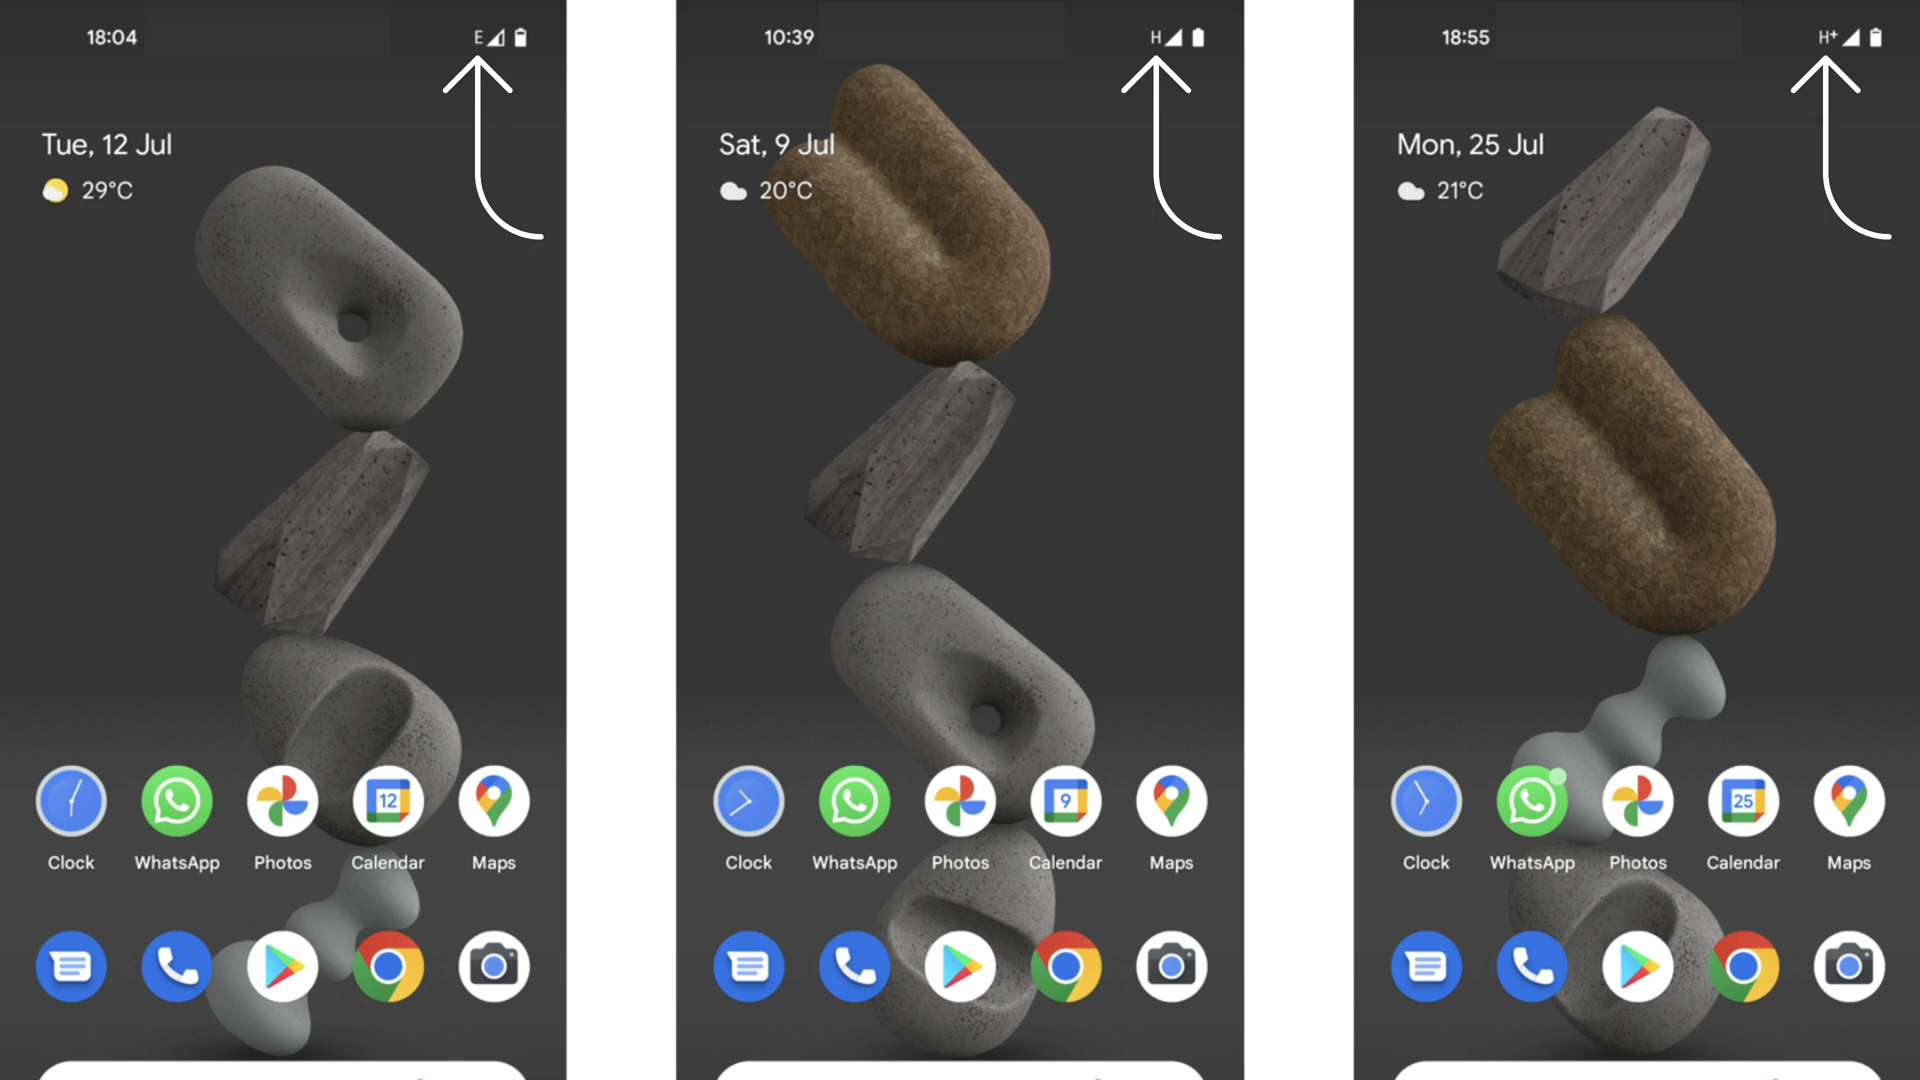 18:04
E
Tue, 12 Jul
29°C
12
Clock
WhatsApp
Photos
Calendar
Maps
10:39
H
Sat, 9 Jul
20°C
9
Clock
WhatsApp
Photos
Calendar
Maps
18:55
H+
Mon, 25 Jul
21°C
25
Clock
WhatsApp
Photos
Calendar
Maps